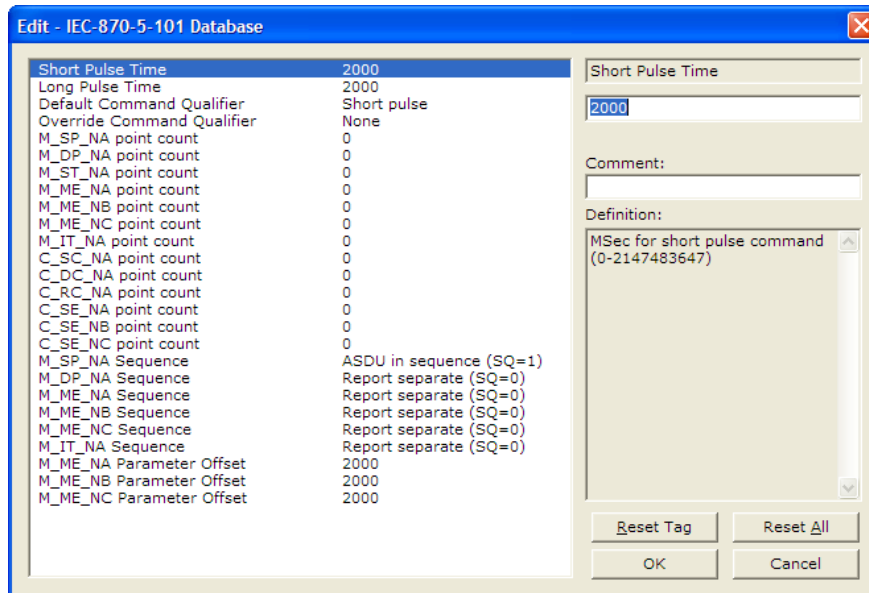 Edit - IEC-870-5-101 Database
Short Pulse Time 2000
Long Pulse Time 2000
Default Command Qualifier Short pulse
Override Command Qualifier None
M_SP_NA point count 0
M_DP_NA point count 0
M_ST_NA point count 0
M_ME_NA point count 0
M_ME_NB point count 0
M_ME_NC point count 0
M_IT_NA point count 0
C_SC_NA point count 0
C_DC_NA point count 0
C_RC_NA point count 0
C_SE_NA point count 0
C_SE_NB point count 0
C_SE_NC point count 0
M_SP_NA Sequence ASDU in sequence (SQ=1)
M_DP_NA Sequence Report separate (SQ=0)
M_ME_NA Sequence Report separate (SQ=0)
M_ME_NB Sequence Report separate (SQ=0)
M_ME_NC Sequence Report separate (SQ=0)
M_IT_NA Sequence Report separate (SQ=0)
M_ME_NA Parameter Offset 2000
M_ME_NB Parameter Offset 2000
M_ME_NC Parameter Offset 2000
Short Pulse Time
2000
Comment:
Definition:
MSec for short pulse command
(0-2147483647)
Reset Tag Reset All
OK Cancel